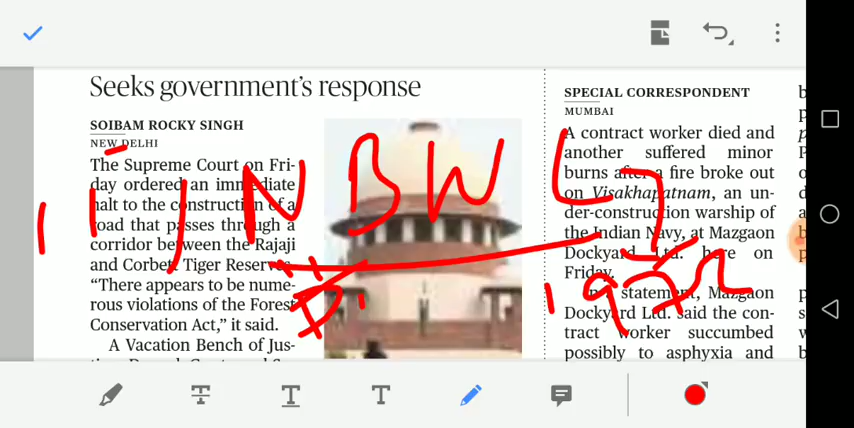 Seeks government's response
SOIBAM ROCKY SINGH
NEW DELHI
The Supreme Court on Fri-
day ordered an immediate
halt to the construction of a
road that passes through a
corridor between the Rajaji
and Corbett Tiger Reserves.
"There appears to be nume-
rous violations of the Forest
Conservation Act," it said.
A Vacation Bench of Jus-
SPECIAL CORRESPONDENT
MUMBAI
A contract worker died and
another suffered minor
burns after a fire broke out
on Visakhapatnam, an un-
der-construction warship of
the Indian Navy, at Mazgaon
Dockyard Ltd. here on
Friday.
statement, Mazgaon
Dockyard Ltd. said the con-
tract worker succumbed
possibly to asphyxia and
NBWL
T
T
T